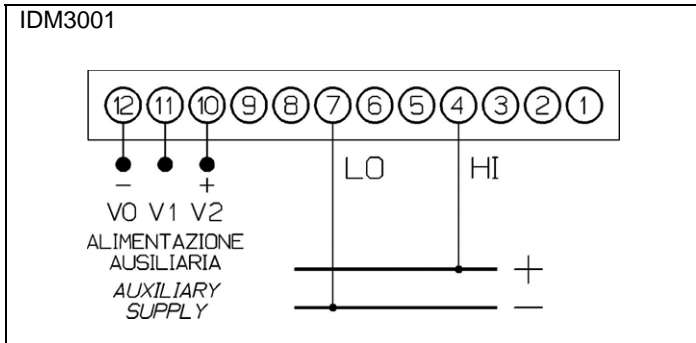 IDM3001
12 11 10 9 8 7 6 5 4 3 2 1
LO HI
- +
V0 V1 V2
ALIMENTAZIONE
AUSILIARIA
AUXILIARY
SUPPLY
+
-